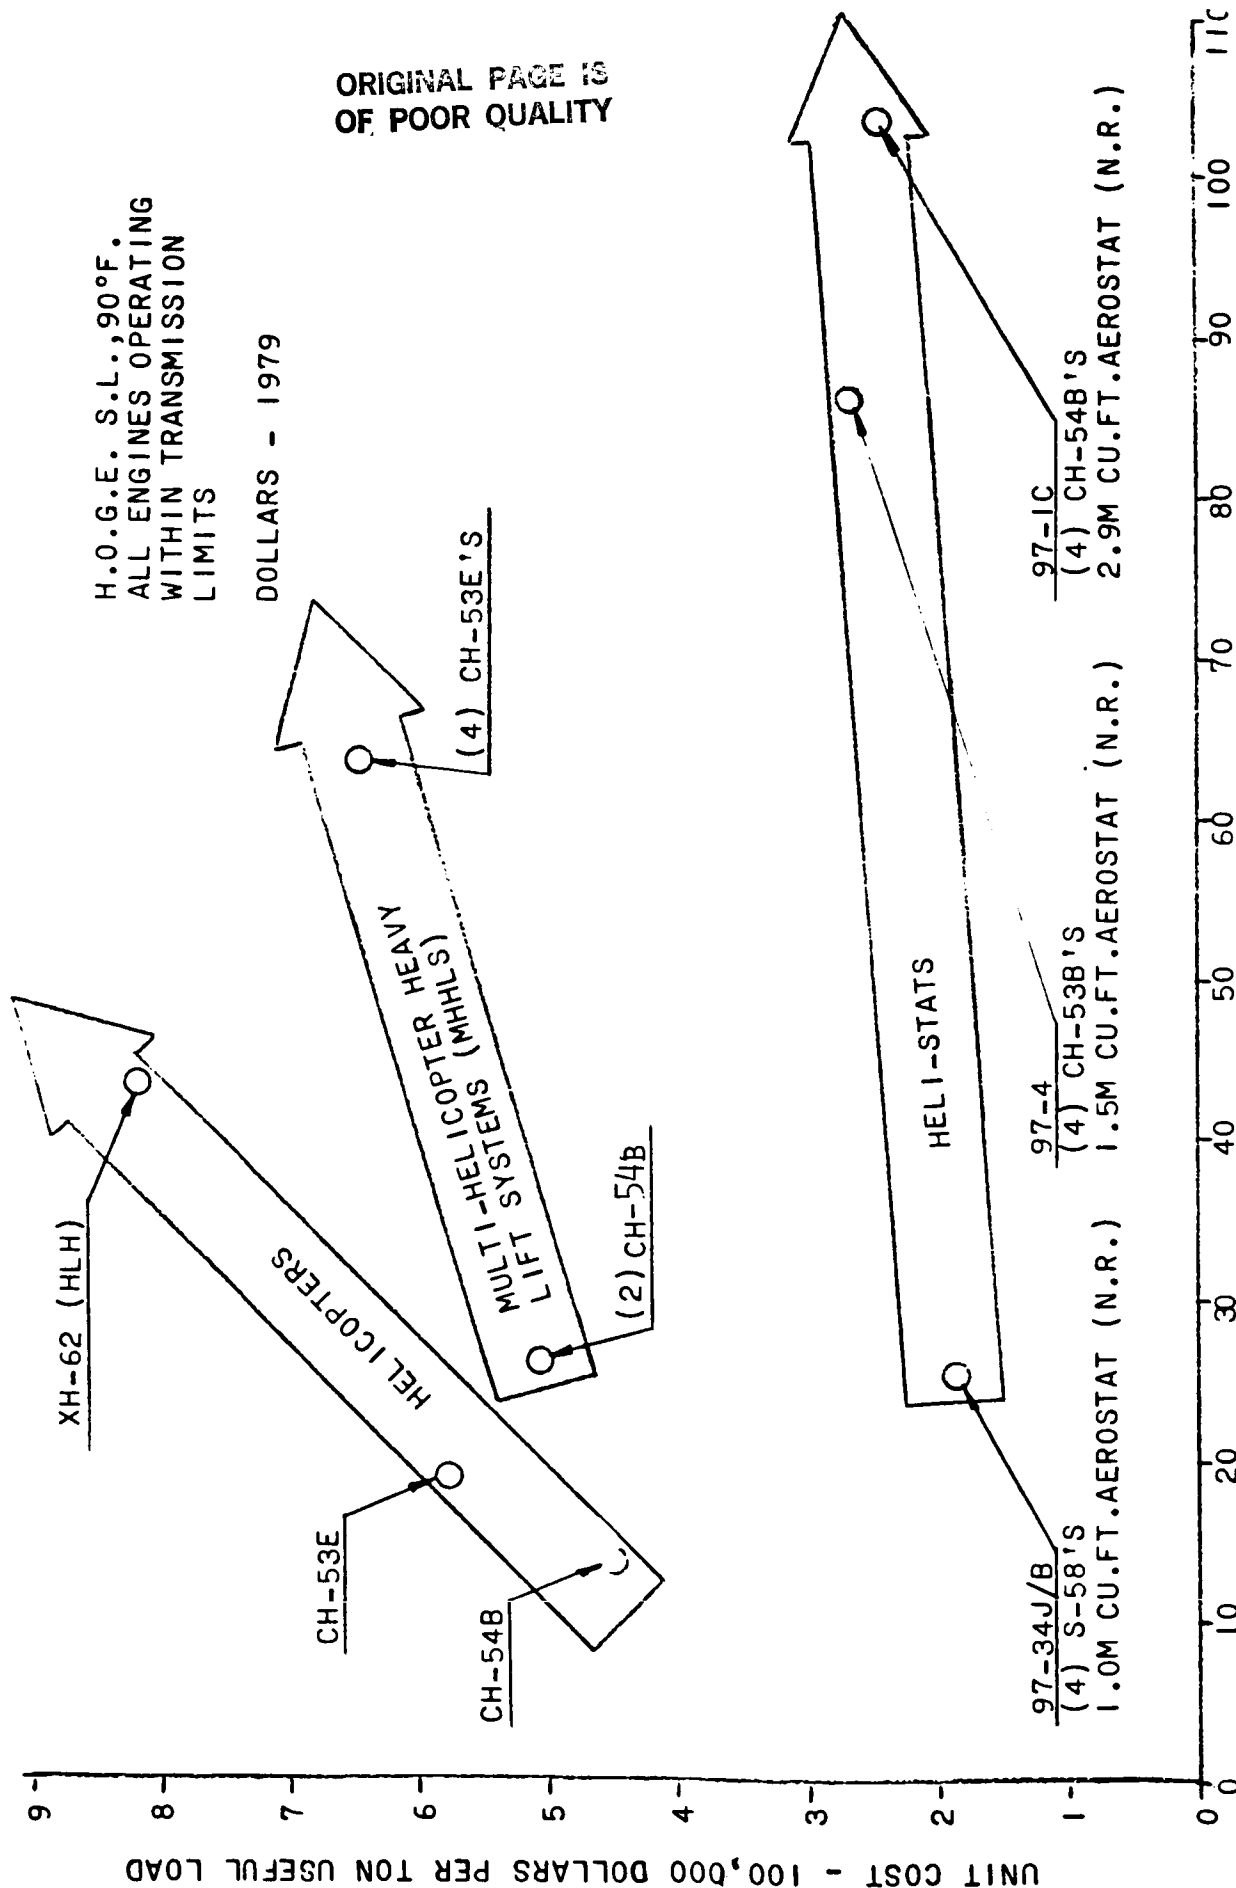 ORIGINAL PAGE IS
OF POOR QUALITY
H.O.G.E. S.L.,90°F.
ALL ENGINES OPERATING
WITHIN TRANSMISSION
LIMITS
DOLLARS - 1979
UNIT COST - 100,000 DOLLARS PER TON USEFUL LOAD
9
8
7
6
5
4
3
2
1
0
XH-62 (HLH)
CH-53E
CH-54B
HELICOPTERS
MULTI-HELICOPTER HEAVY
LIFT SYSTEMS (MHHLS)
(2) CH-54B
(4) CH-53E'S
HELI-STATS
97-34J/B
(4) S-58'S
1.0M CU.FT.AEROSTAT (N.R.)
97-4
(4) CH-53B'S
1.5M CU.FT.AEROSTAT (N.R.)
97-1C
(4) CH-54B'S
2.9M CU.FT.AEROSTAT (N.R.)
0 10 20 30 40 50 60 70 80 90 100 110